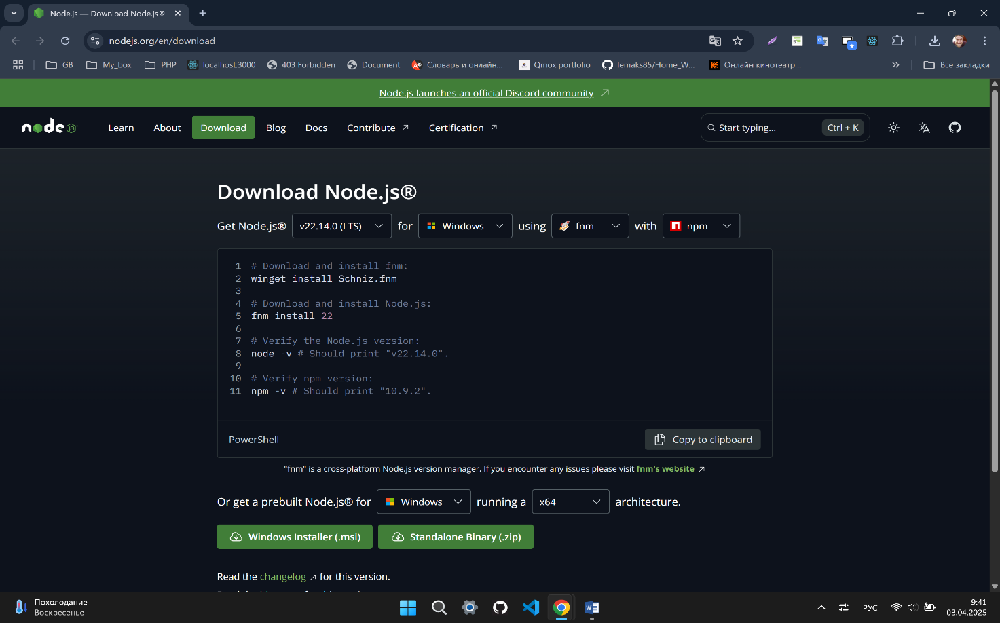 Node.js — Download Node.js®
nodejs.org/en/download
GB
My_box
PHP
localhost:3000
403 Forbidden
Document
Словарь и онлайн...
Qmox portfolio
lemaks85/Home_W...
Онлайн кинотеатр...
Все закладки
Node.js launches an official Discord community
node JS
Learn
About
Download
Blog
Docs
Contribute
Certification
Start typing...
Ctrl + K
Download Node.js®
Get Node.js® v22.14.0 (LTS) for Windows using fnm with npm
1 # Download and install fnm:
2 winget install Schniz.fnm
3
4 # Download and install Node.js:
5 fnm install 22
6
7 # Verify the Node.js version:
8 node -v # Should print "v22.14.0".
9
10 # Verify npm version:
11 npm -v # Should print "10.9.2".
PowerShell
Copy to clipboard
"fnm" is a cross-platform Node.js version manager. If you encounter any issues please visit fnm's website
Or get a prebuilt Node.js® for Windows running a x64 architecture.
Windows Installer (.msi)
Standalone Binary (.zip)
Read the changelog for this version.
Похолодание
Воскресенье
РУС
9:41
03.04.2025